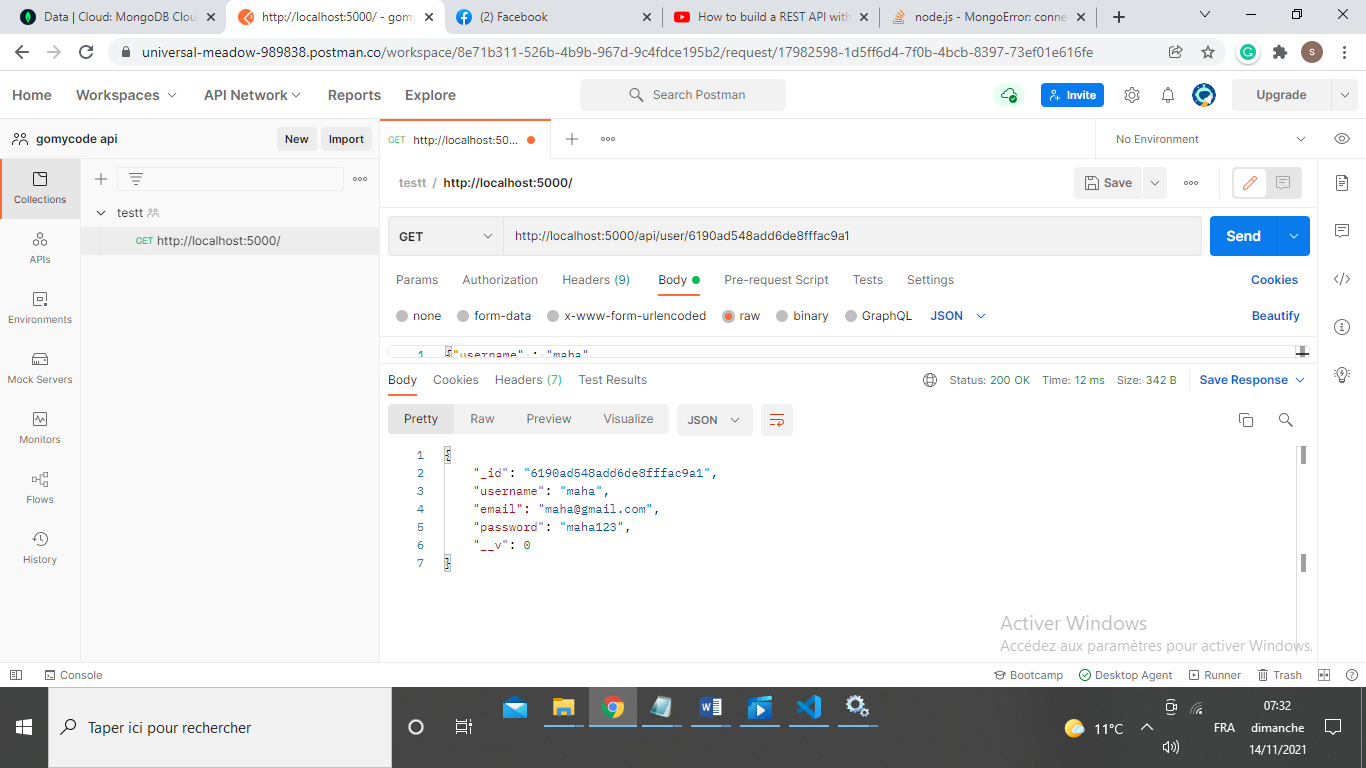 Data | Cloud: MongoDB Clou
http://localhost:5000/ - gomy
(2) Facebook
How to build a REST API with
node.js - MongoError: conne
universal-meadow-989838.postman.co/workspace/8e71b311-526b-4b9b-967d-9c4fdce195b2/request/17982598-1d5ff6d4-7f0b-4bcb-8397-73ef01e616fe
S
Home Workspaces API Network Reports Explore Search Postman Invite Upgrade
gomycode api New Import GET http://localhost:50... No Environment
Collections
APIs
Environments
Mock Servers
Monitors
Flows
History
testt
GET http://localhost:5000/
testt / http://localhost:5000/ Save
GET http://localhost:5000/api/user/6190ad548add6de8fffac9a1 Send
Params Authorization Headers (9) Body Pre-request Script Tests Settings Cookies
none form-data x-www-form-urlencoded raw binary GraphQL JSON Beautify
1 {"username" : "maha"
Body Cookies Headers (7) Test Results Status: 200 OK Time: 12 ms Size: 342 B Save Response
Pretty Raw Preview Visualize JSON
1 {
2 "_id": "6190ad548add6de8fffac9a1",
3 "username": "maha",
4 "email": "maha@gmail.com",
5 "password": "maha123",
6 "__v": 0
7 }
Activer Windows
Accédez aux paramètres pour activer Windows.
Console Bootcamp Desktop Agent Runner Trash
Taper ici pour rechercher
11°C
FRA
07:32
dimanche
14/11/2021